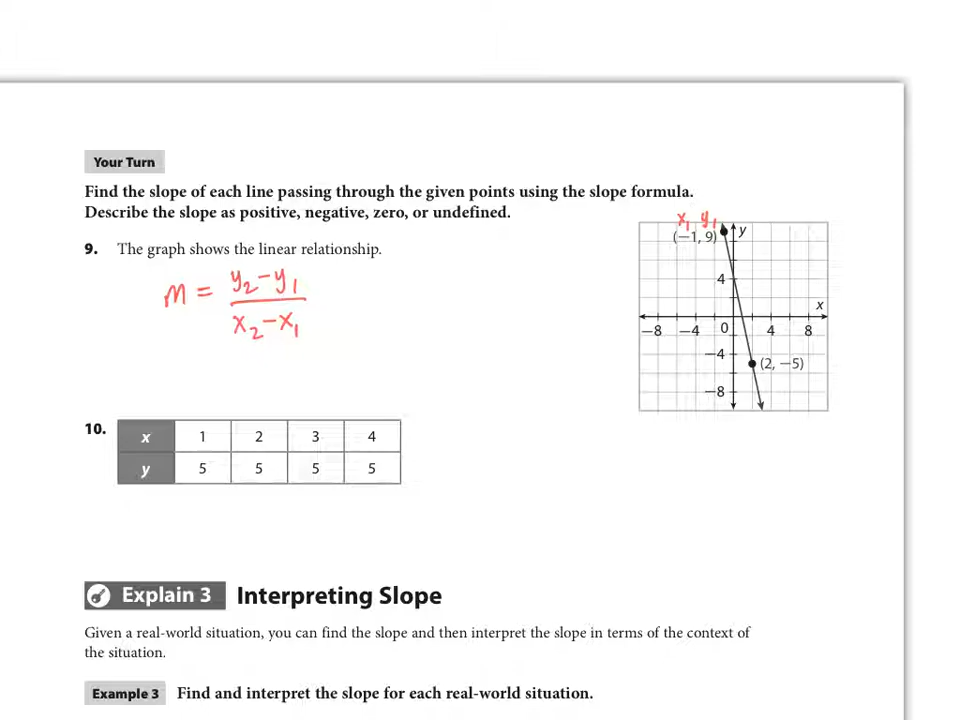 Your Turn
Find the slope of each line passing through the given points using the slope formula.
Describe the slope as positive, negative, zero, or undefined.
9. The graph shows the linear relationship.
m = y₂-y₁
x₂-x₁
x₁ y₁
(−1, 9) y
4
x
−8 −4 0 4 8
−4
(2, −5)
−8
10. x 1 2 3 4
y 5 5 5 5
Explain 3 Interpreting Slope
Given a real-world situation, you can find the slope and then interpret the slope in terms of the context of
the situation.
Example 3 Find and interpret the slope for each real-world situation.